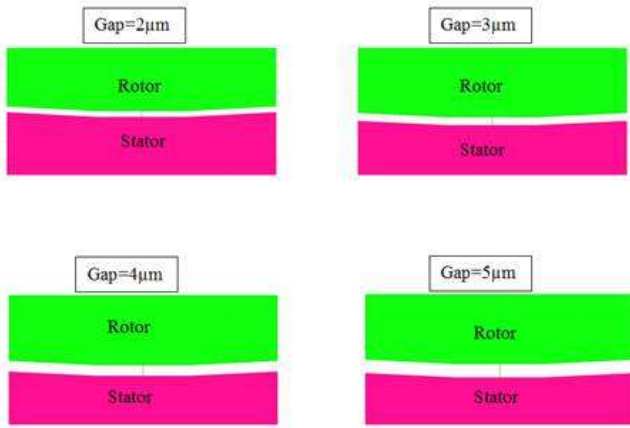 Gap=2μm
Rotor
Stator
Gap=3μm
Rotor
Stator
Gap=4μm
Rotor
Stator
Gap=5μm
Rotor
Stator